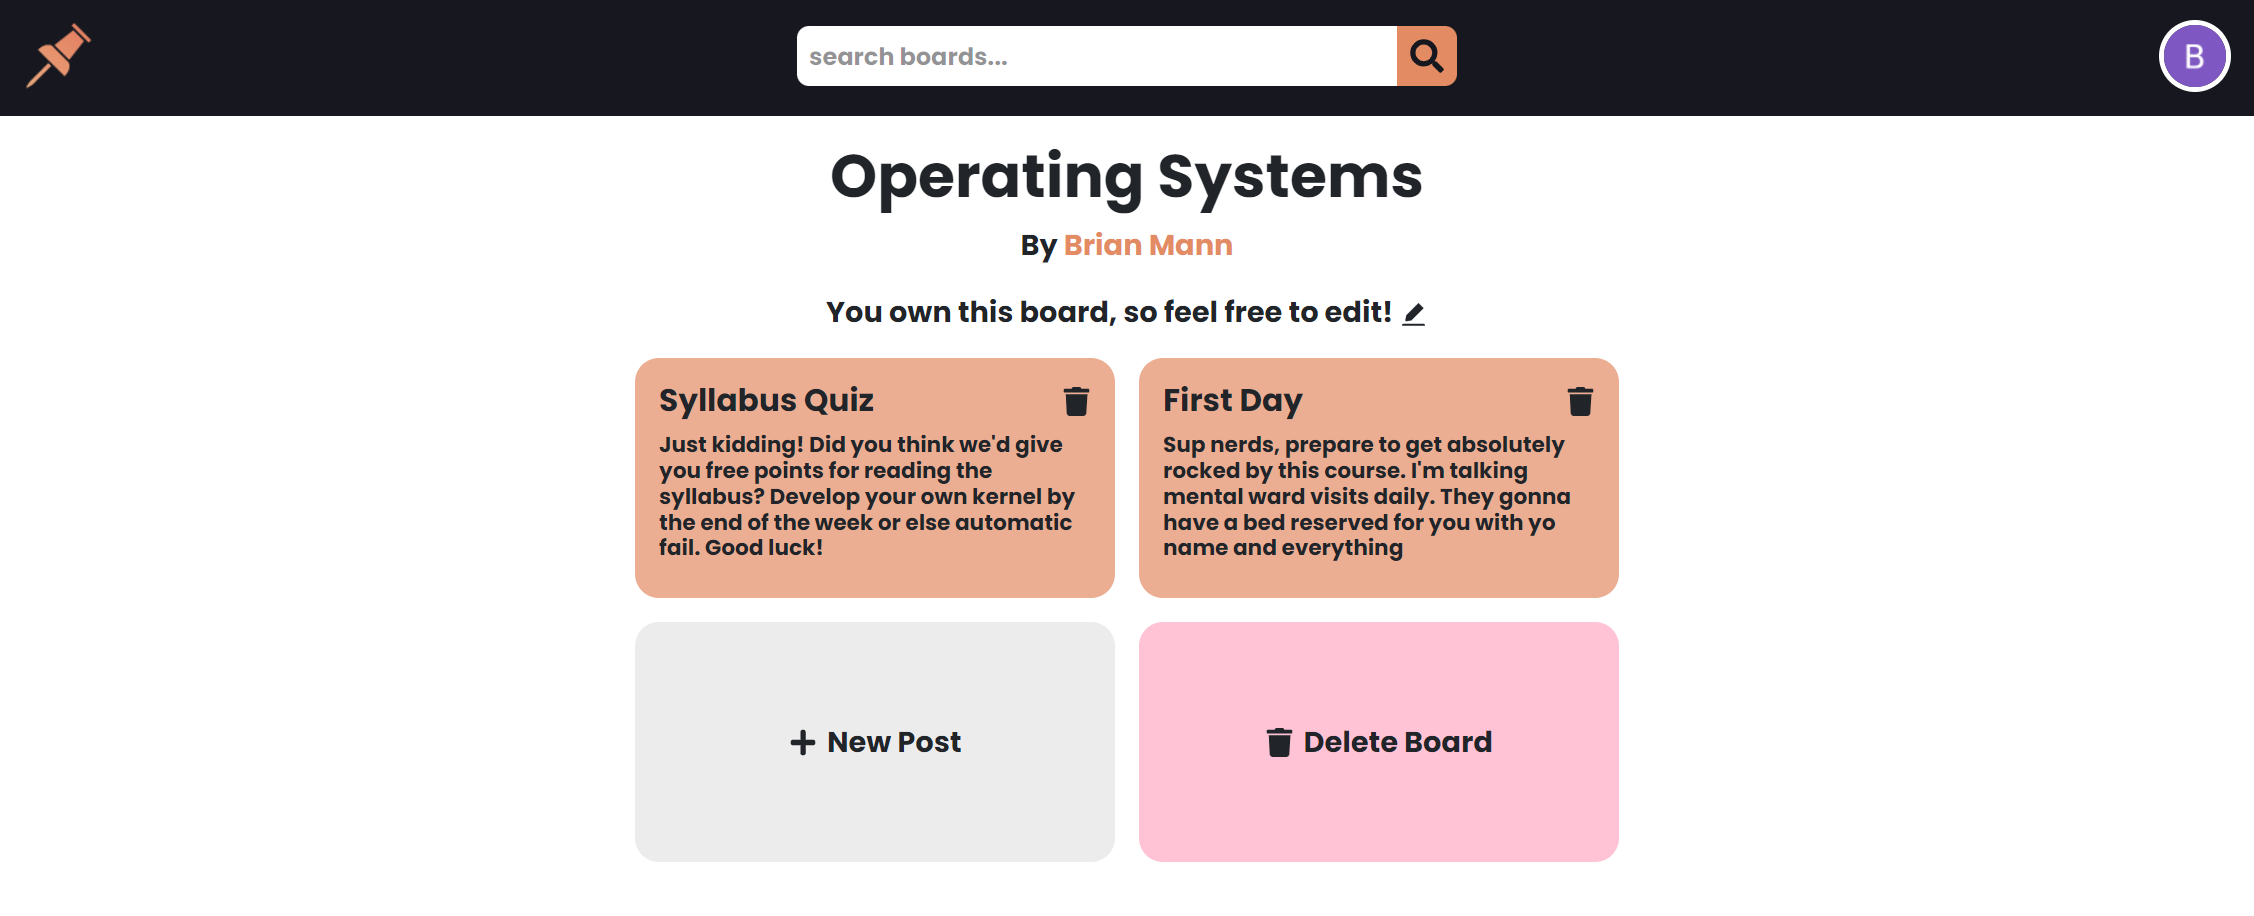 search boards...
B
Operating Systems
By Brian Mann
You own this board, so feel free to edit!
Syllabus Quiz
Just kidding! Did you think we'd give
you free points for reading the
syllabus? Develop your own kernel by
the end of the week or else automatic
fail. Good luck!
First Day
Sup nerds, prepare to get absolutely
rocked by this course. I'm talking
mental ward visits daily. They gonna
have a bed reserved for you with yo
name and everything
New Post
Delete Board